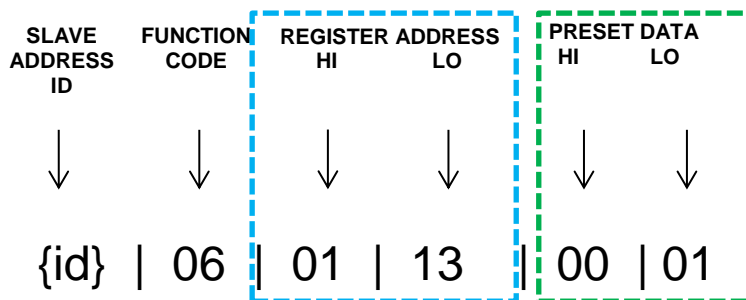 SLAVE ADDRESS ID
FUNCTION CODE
REGISTER ADDRESS
HI LO
PRESET DATA
HI LO
{id} | 06 | 01 | 13 | 00 | 01